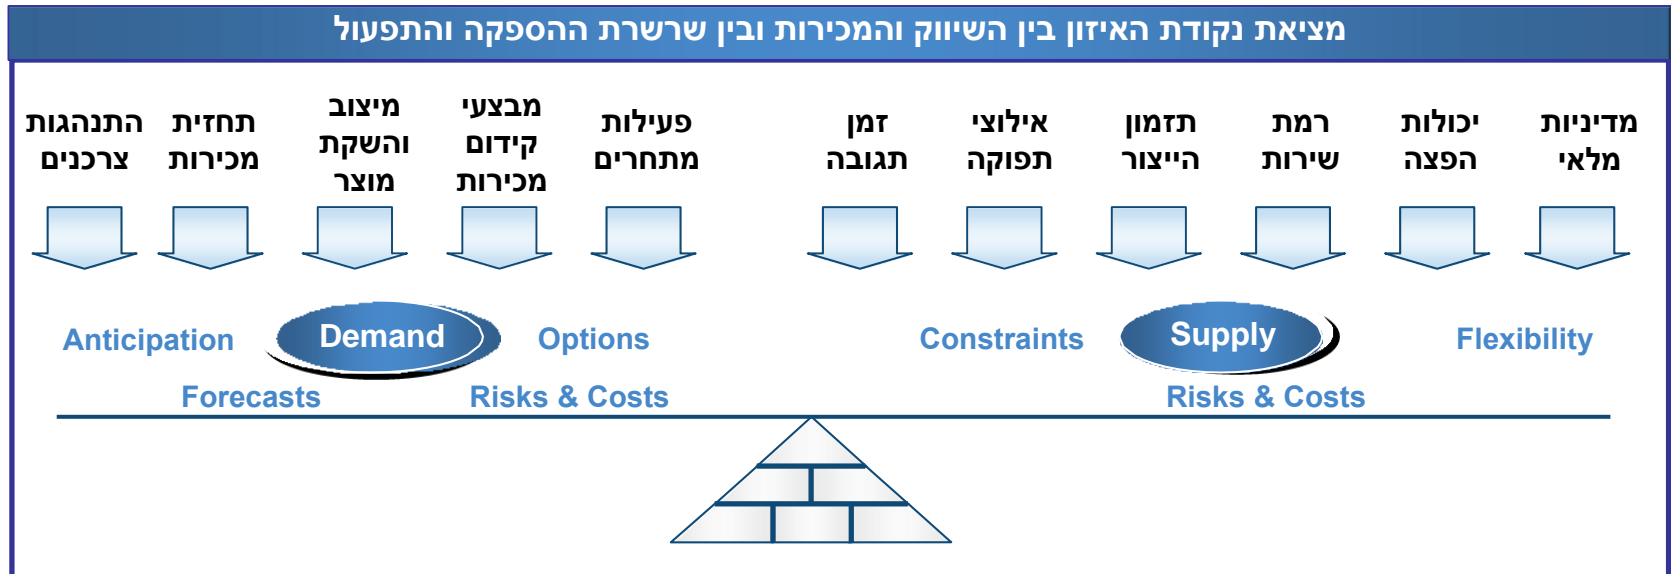 מציאת נקודת האיזון בין השיווק והמכירות ובין שרשרת ההספקה והתפעול
מדיניות
מלאי
יכולות
הפצה
רמת
שירות
תזמון
הייצור
אילוצי
תפוקה
זמן
תגובה
פעילות
מתחרים
מבצעי
קידום
מכירות
מיצוב
והשקת
מוצר
תחזית
מכירות
התנהגות
צרכנים
Anticipation
Demand
Options
Constraints
Supply
Flexibility
Forecasts
Risks & Costs
Risks & Costs